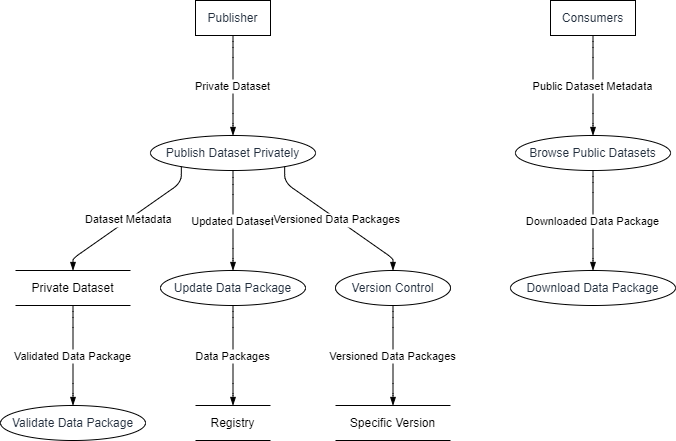 Publisher
Consumers
Private Dataset
Public Dataset Metadata
Publish Dataset Privately
Browse Public Datasets
Dataset Metadata
Updated Dataset
Versioned Data Packages
Downloaded Data Package
Private Dataset
Update Data Package
Version Control
Download Data Package
Validated Data Package
Data Packages
Versioned Data Packages
Validate Data Package
Registry
Specific Version